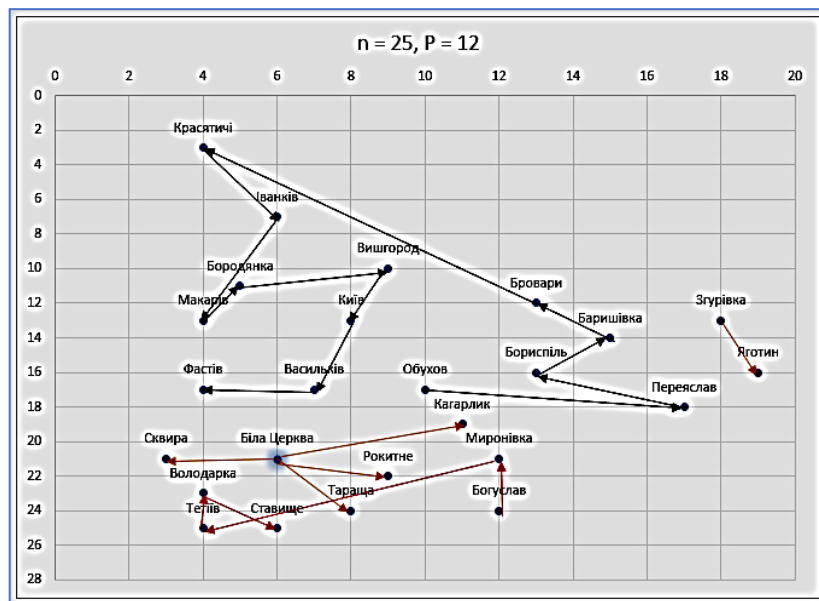 n = 25, P = 12
0 2 4 6 8 10 12 14 16 18 20
0
2
Красятичі
4
6
Іванків
8
Вишгород
10
Бородянка
Бровари
12
Макарів Київ Баришівка Згурівка
14
Бориспіль Яготин
16
Фастів Васильків Обухов Переяслав
18
Кагарлик
20
Сквира Біла Церква Миронівка
22
Володарка Рокитне
24
Тетіїв Ставище Тараща Богуслав
26
28